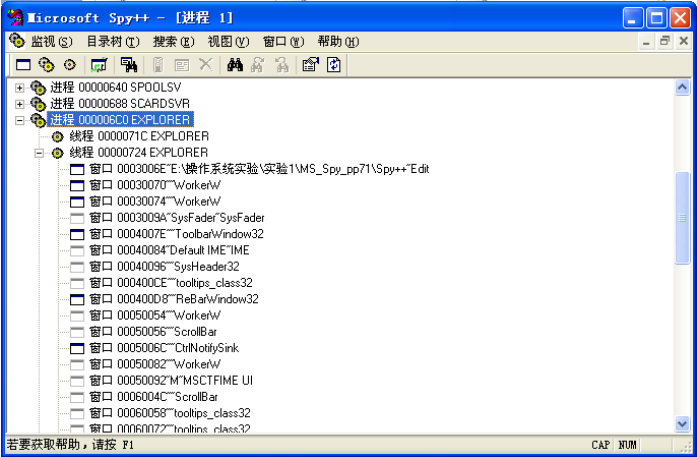 Microsoft Spy++ - [进程 1]
监视(S) 目录树(T) 搜索(E) 视图(V) 窗口(W) 帮助(H)
进程 00000640 SPOOLSV
进程 00000688 SCARDSVR
进程 000006C0 EXPLORER
线程 0000071C EXPLORER
线程 00000724 EXPLORER
窗口 0003006E"E:\操作系统实验\实验1\MS_Spy_pp71\Spy++"Edit
窗口 00030070""WorkerW
窗口 00030074""WorkerW
窗口 0003009A"SysFader"SysFader
窗口 0004007E""ToolbarWindow32
窗口 00040084"Default IME"IME
窗口 00040096""SysHeader32
窗口 000400CE""tooltips_class32
窗口 000400D8""ReBarWindow32
窗口 00050054""WorkerW
窗口 00050056""ScrollBar
窗口 0005006C""CtrlNotifySink
窗口 00050082""WorkerW
窗口 00050092"M"MSCTFIME UI
窗口 0006004C""ScrollBar
窗口 00060058""tooltips_class32
窗口 00060072""tooltips_class32
若要获取帮助，请按 F1 CAP NUM